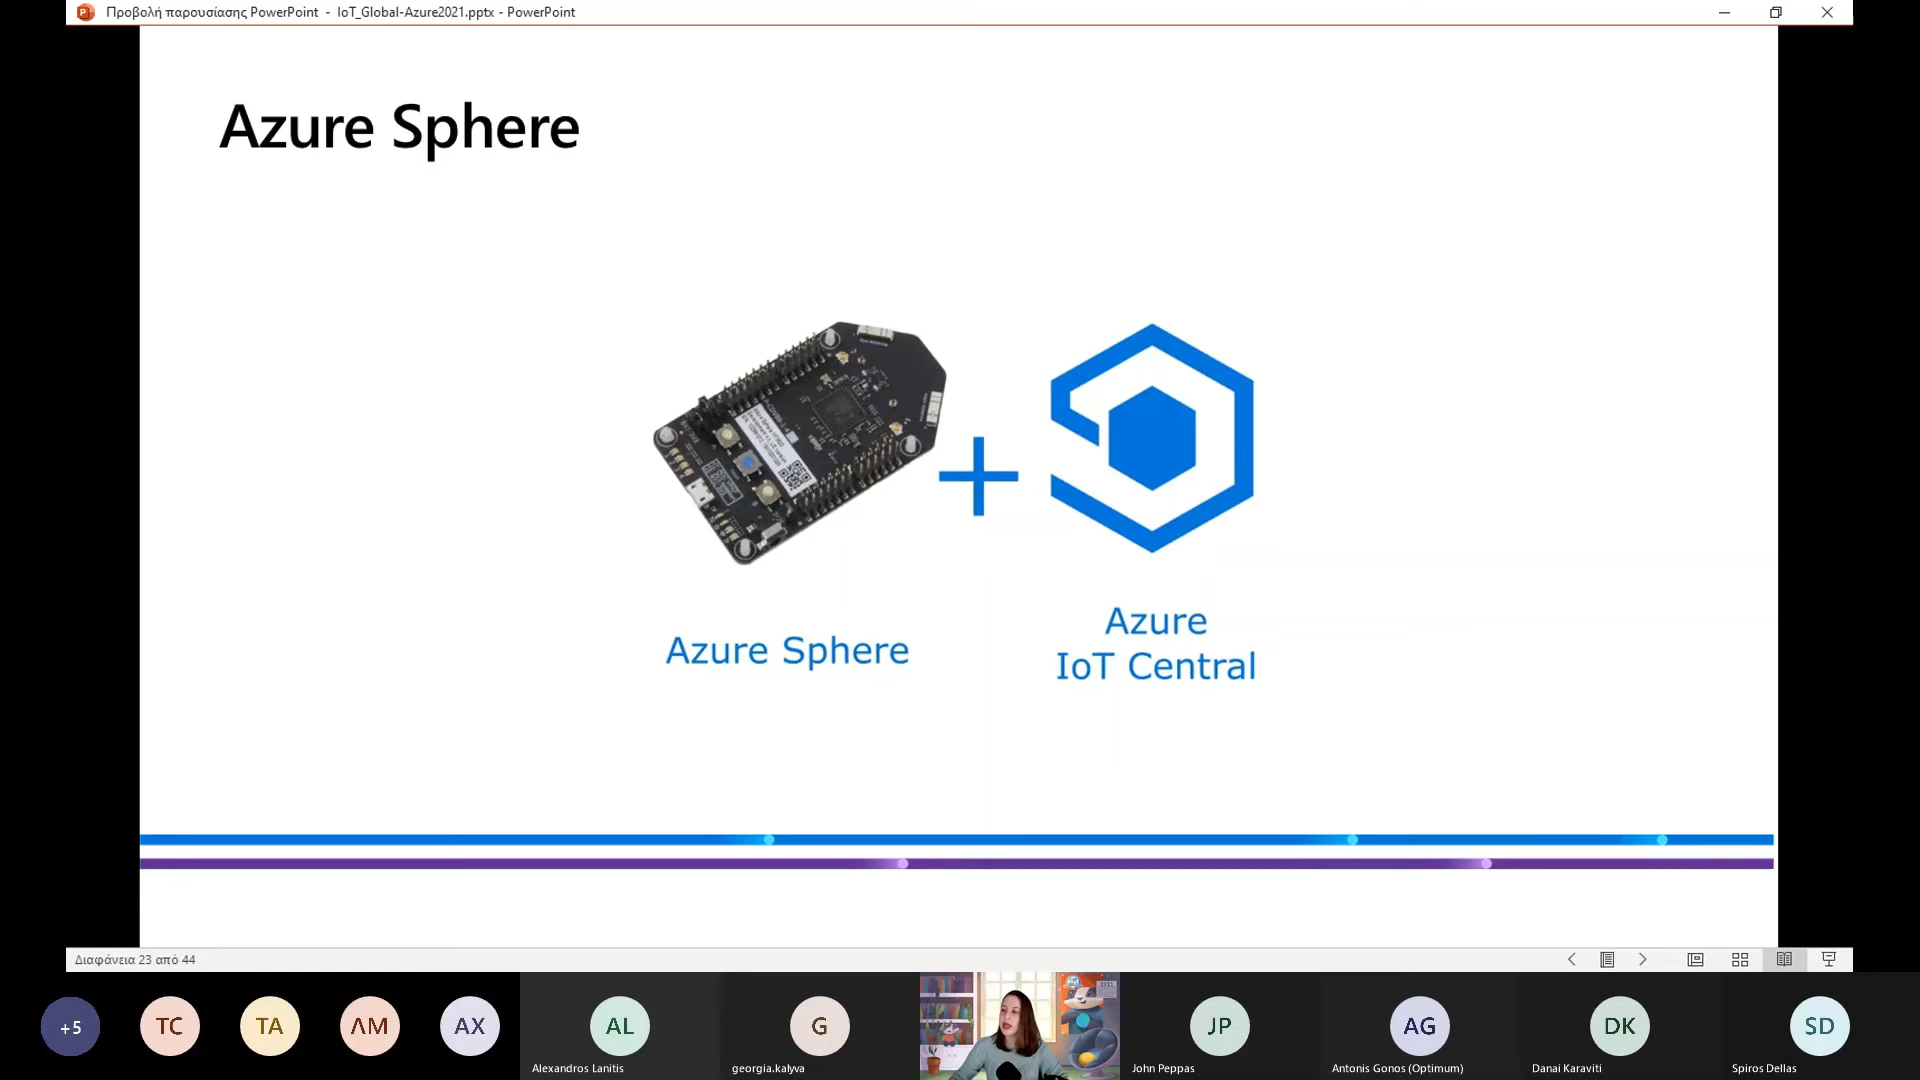 Προβολή παρουσίασης PowerPoint - IoT_Global-Azure2021.pptx - PowerPoint
Azure Sphere
Azure Sphere
Azure
IoT Central
Διαφάνεια 23 από 44
+5
TC
TA
ΛΜ
AX
AL
G
JP
AG
DK
SD
Alexandros Lanitis
georgia.kalyva
John Peppas
Antonis Gonos (Optimum)
Danai Karaviti
Spiros Dellas